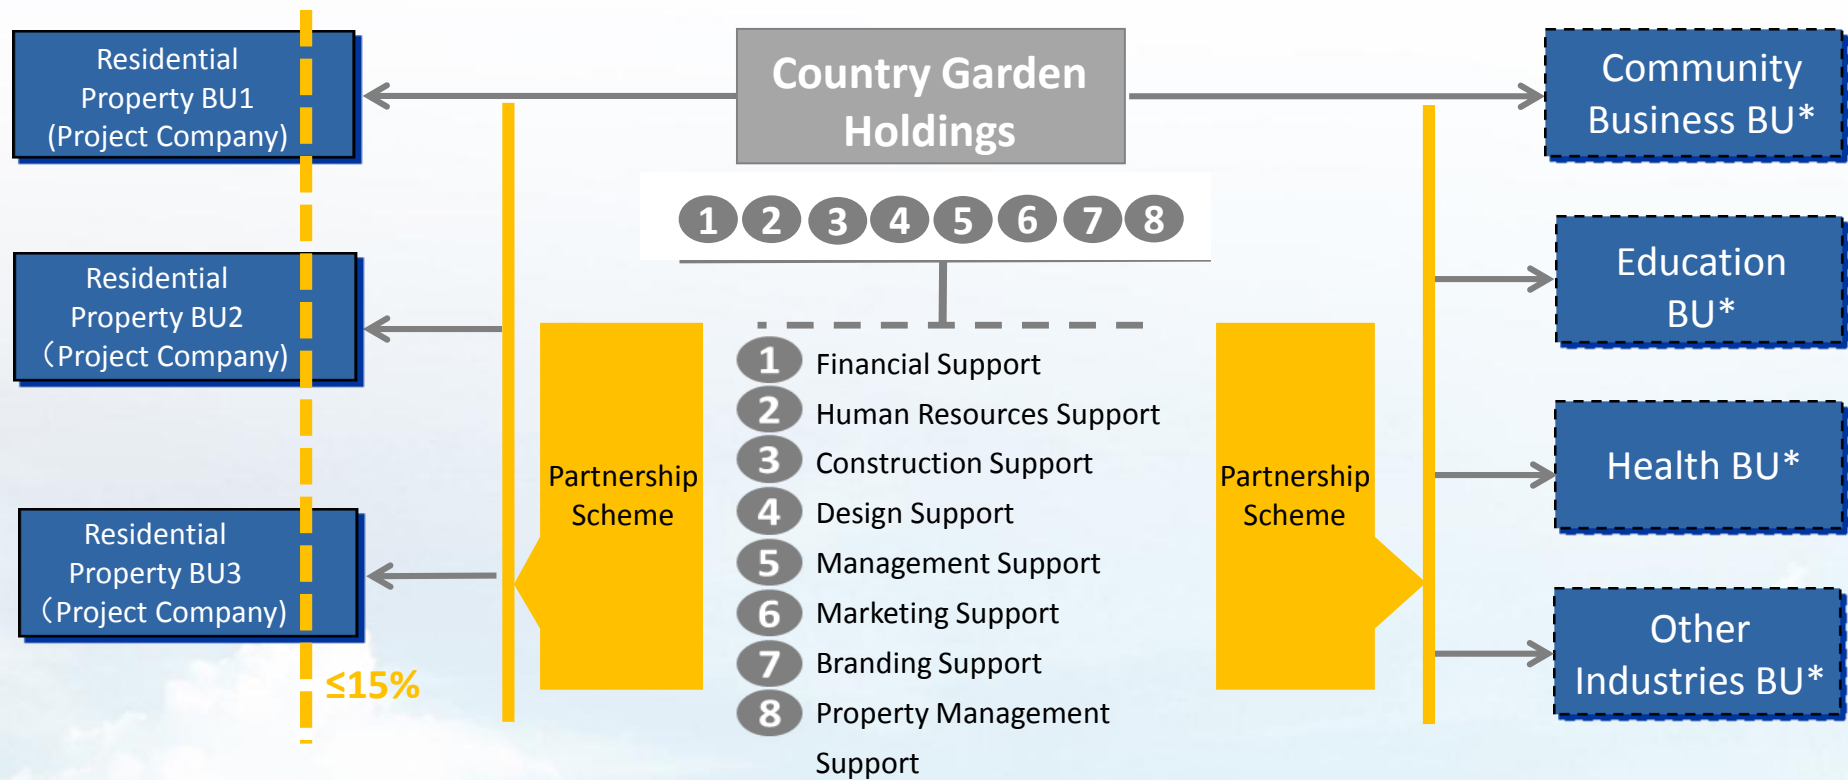 Residential
Property BU1
(Project Company)
Residential
Property BU2
（Project Company)
Residential
Property BU3
（Project Company)
≤15%
Partnership
Scheme
Country Garden
Holdings
1 2 3 4 5 6 7 8
1 Financial Support
2 Human Resources Support
3 Construction Support
4 Design Support
5 Management Support
6 Marketing Support
7 Branding Support
8 Property Management
Support
Partnership
Scheme
Community
Business BU*
Education
BU*
Health BU*
Other
Industries BU*